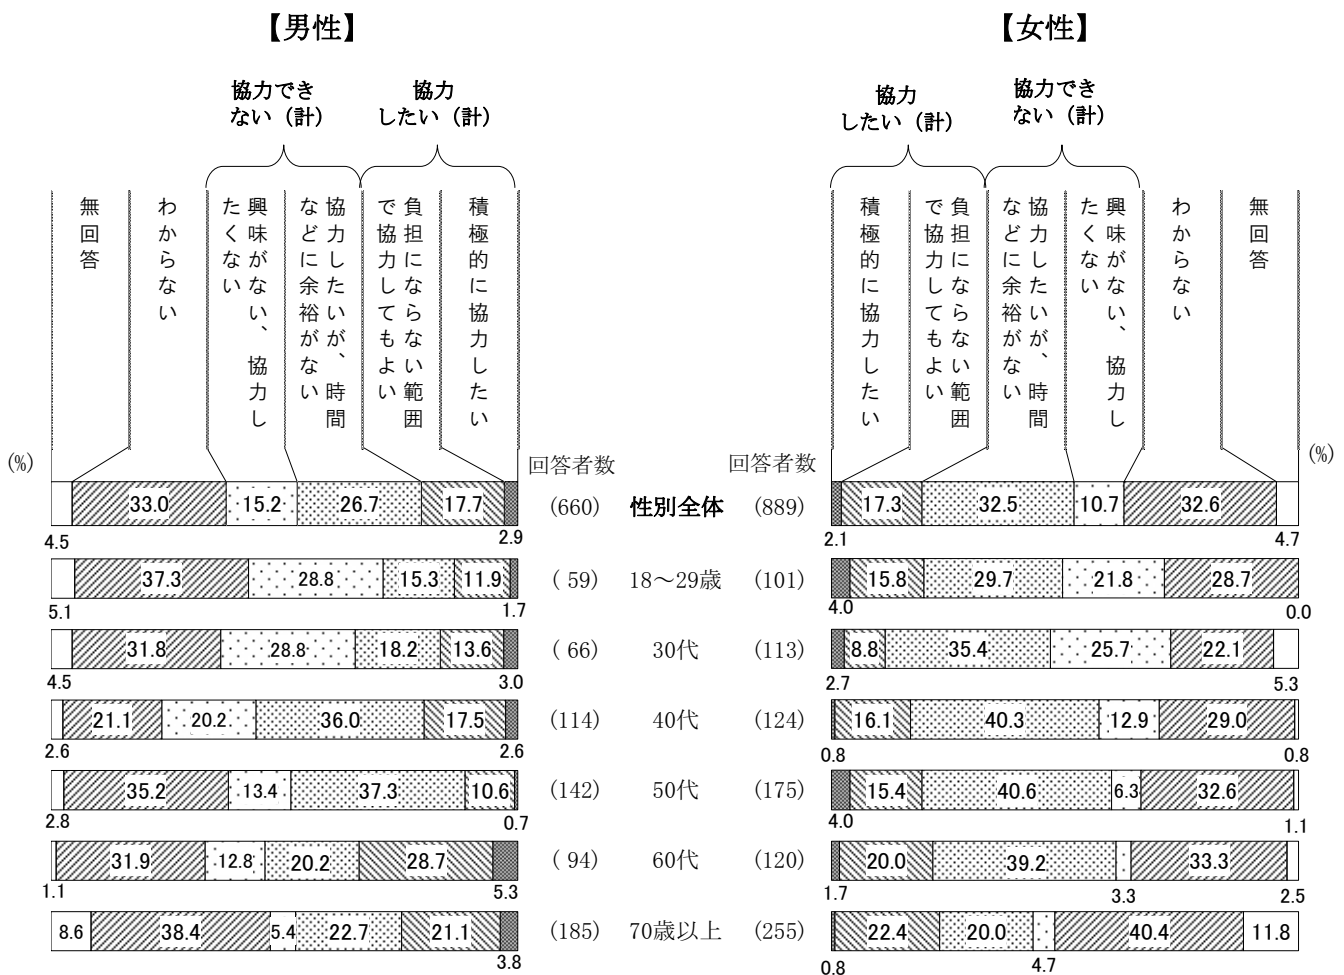 【男性】
【女性】
協力でき
ない（計）
協力
したい（計）
協力
したい（計）
協力でき
ない（計）
無回答
わからない
興味がない、協力し
たくない
協力したいが、時間
などに余裕がない
負担にならない範囲
で協力してもよい
積極的に協力したい
積極的に協力したい
負担にならない範囲
で協力してもよい
協力したいが、時間
などに余裕がない
興味がない、協力し
たくない
わからない
無回答
(%)
回答者数
回答者数
(%)
33.0 15.2 26.7 17.7 (660) 性別全体 (889) 17.3 32.5 10.7 32.6
4.5 2.9 2.1 4.7
37.3 28.8 15.3 11.9 ( 59) 18～29歳 (101) 15.8 29.7 21.8 28.7
5.1 1.7 4.0 0.0
31.8 28.8 18.2 13.6 ( 66) 30代 (113) 8.8 35.4 25.7 22.1
4.5 3.0 2.7 5.3
21.1 20.2 36.0 17.5 (114) 40代 (124) 16.1 40.3 12.9 29.0
2.6 2.6 0.8 0.8
35.2 13.4 37.3 10.6 (142) 50代 (175) 15.4 40.6 6.3 32.6
2.8 0.7 4.0 1.1
31.9 12.8 20.2 28.7 ( 94) 60代 (120) 20.0 39.2 33.3
1.1 5.3 1.7 3.3 2.5
8.6 38.4 5.4 22.7 21.1 (185) 70歳以上 (255) 22.4 20.0 40.4 11.8
3.8 0.8 4.7